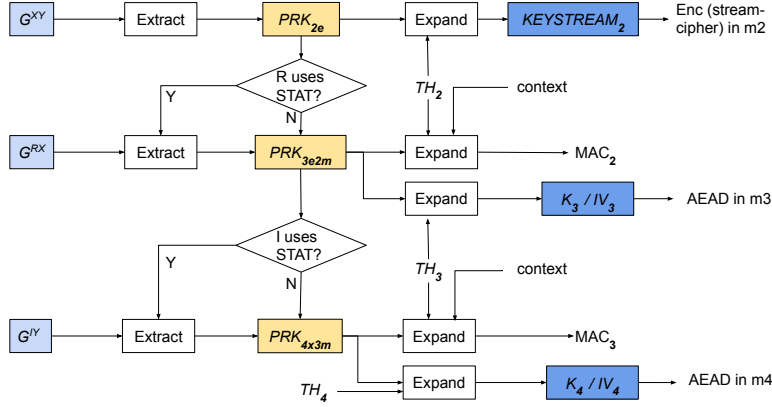 G^XY
Extract
PRK_2e
Expand
KEYSTREAM_2
Enc (stream-
cipher) in m2
R uses
STAT?
Y
N
TH_2
context
G^RX
Extract
PRK_3e2m
Expand
MAC_2
Expand
K_3 / IV_3
AEAD in m3
I uses
STAT?
Y
N
TH_3
context
G^IY
Extract
PRK_4x3m
Expand
MAC_3
TH_4
Expand
K_4 / IV_4
AEAD in m4